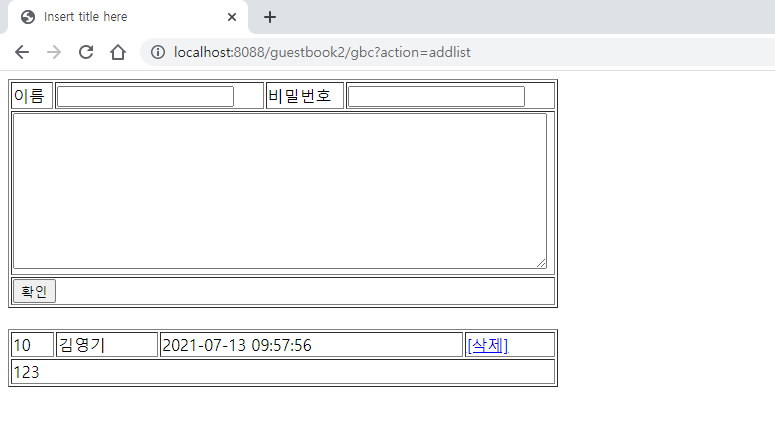 Insert title here
localhost:8088/guestbook2/gbc?action=addlist
이름 비밀번호
확인
10 김영기 2021-07-13 09:57:56 [삭제]
123